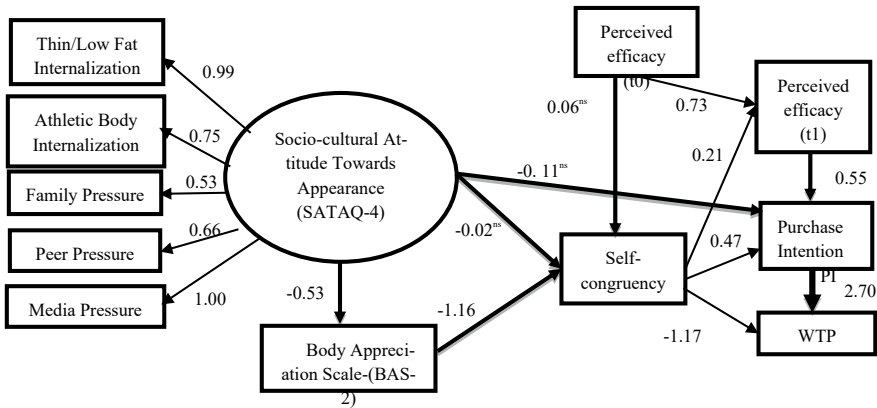 Thin/Low Fat
Internalization
0.99
Athletic Body
Internalization
0.75
Family Pressure
0.53
Peer Pressure
0.66
Media Pressure
1.00
Socio-cultural At-
titude Towards
Appearance
(SATAQ-4)
-0.53
Body Appreci-
ation Scale-(BAS-
2)
-1.16
-0.02ns
-0. 11ns
Perceived
efficacy
(t0)
0.06ns
0.73
Perceived
efficacy
(t1)
0.21
0.55
Self-
congruency
0.47
Purchase
Intention
PI
2.70
-1.17
WTP